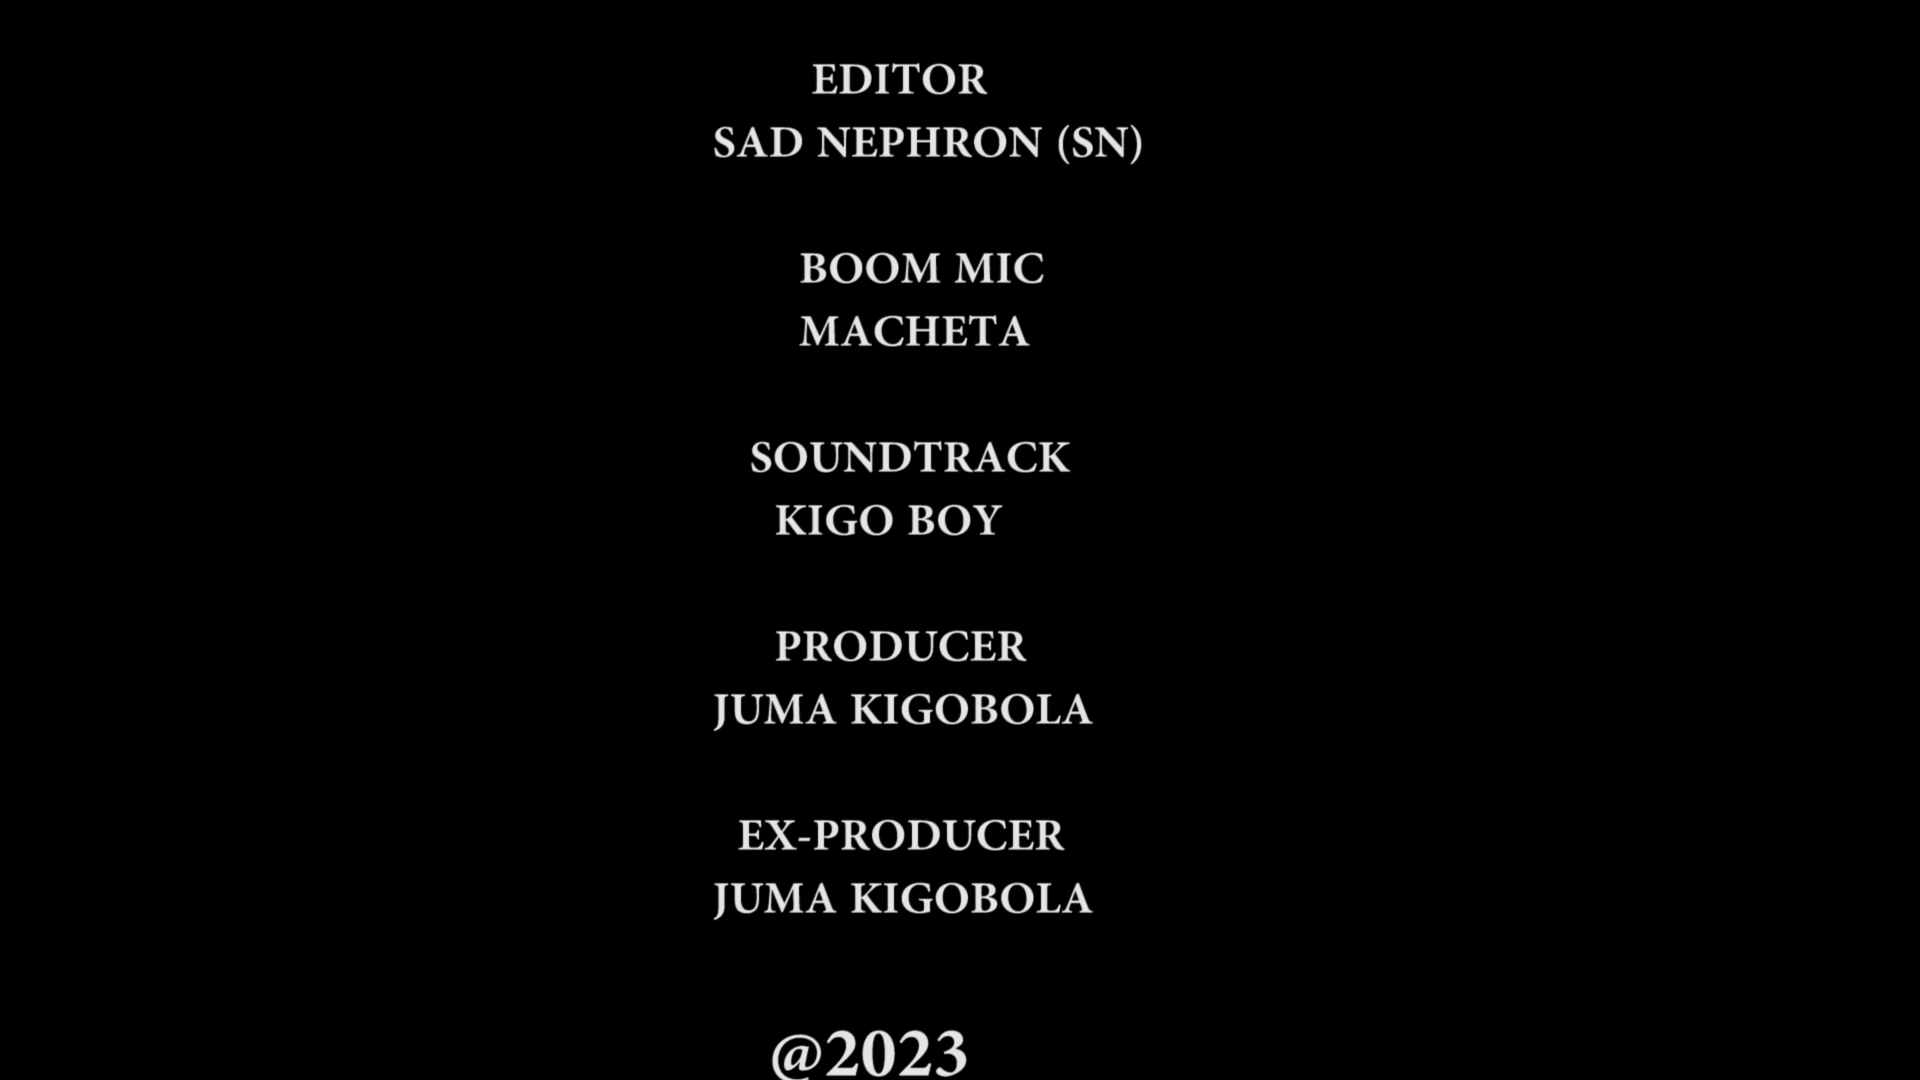 EDITOR
SAD NEPHRON (SN)
BOOM MIC
MACHETA
SOUNDTRACK
KIGO BOY
PRODUCER
JUMA KIGOBOLA
EX-PRODUCER
JUMA KIGOBOLA
@2023